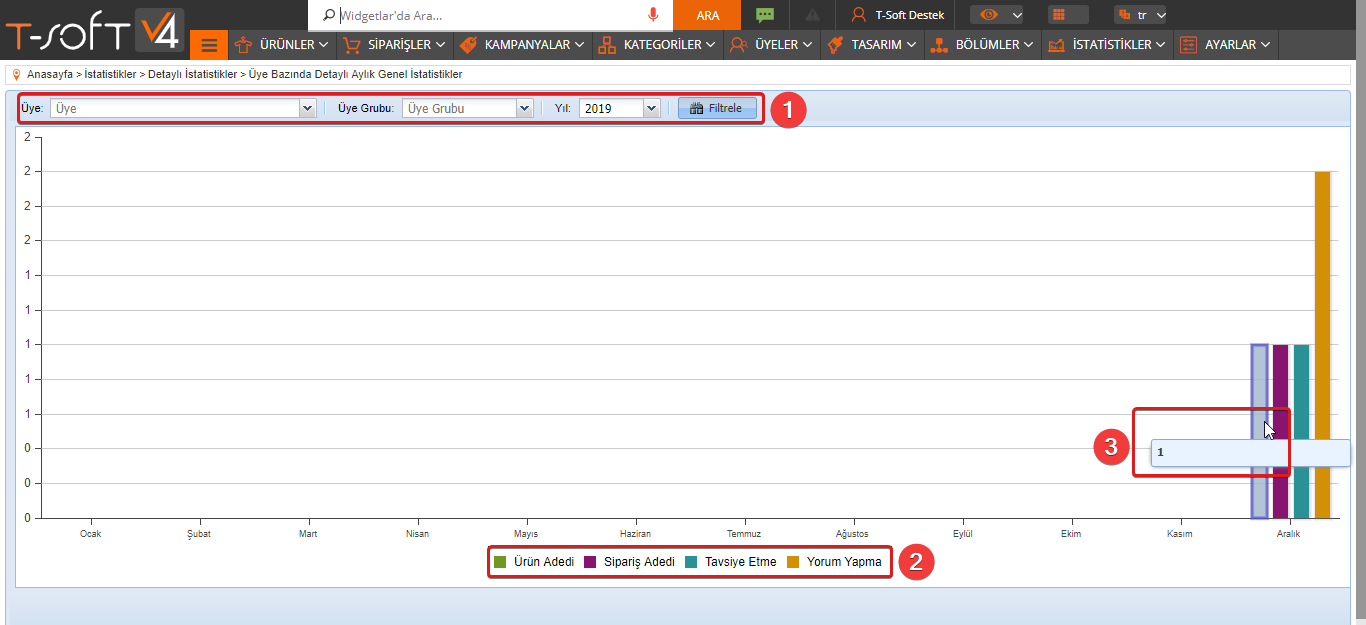 T-SOFT V4
Widgetlar'da Ara...
ARA
T-Soft Destek
tr
ÜRÜNLER
SİPARİŞLER
KAMPANYALAR
KATEGORİLER
ÜYELER
TASARIM
BÖLÜMLER
İSTATİSTİKLER
AYARLAR
Anasayfa > İstatistikler > Detaylı İstatistikler > Üye Bazında Detaylı Aylık Genel İstatistikler
Üye: Üye Üye Grubu: Üye Grubu Yıl: 2019 Filtrele 1
2
2
2
2
1
1
1
1
1
0
0
0
3
1
Ocak Şubat Mart Nisan Mayıs Haziran Temmuz Ağustos Eylül Ekim Kasım Aralık
Ürün Adedi Sipariş Adedi Tavsiye Etme Yorum Yapma 2